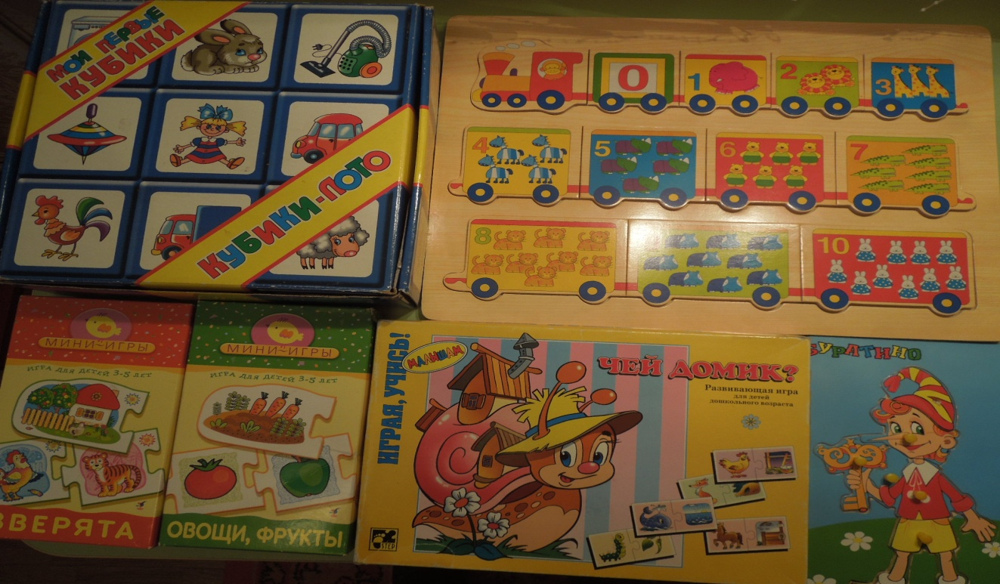 МОИ ПЕРВЫЕ
КУБИКИ
КУБИКИ-ЛОТО
0
1
2
3
4
5
6
7
8
10
МИНИ-ИГРЫ
ИГРА ДЛЯ ДЕТЕЙ 3-5 ЛЕТ
ЗВЕРЯТА
МИНИ-ИГРЫ
ИГРА ДЛЯ ДЕТЕЙ 3-5 ЛЕТ
ОВОЩИ, ФРУКТЫ
ИГРАЯ, УЧИСЬ!
МАЛЫШАМ
ЧЕЙ ДОМИК?
Развивающая игра
для детей
дошкольного возраста
STEP
БУРАТИНО